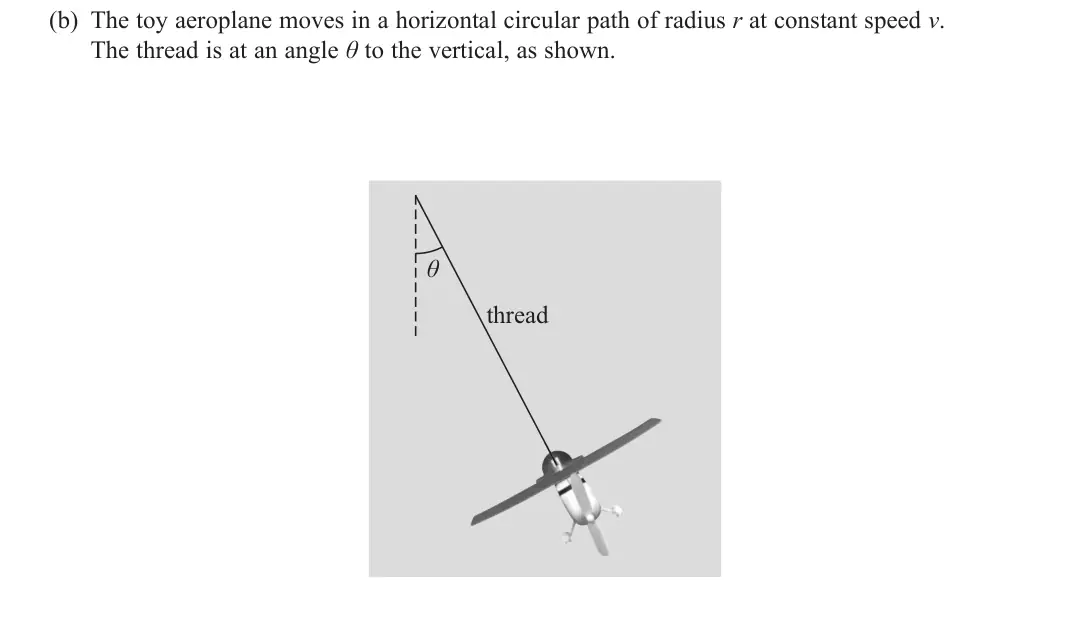 (b) The toy aeroplane moves in a horizontal circular path of radius r at constant speed v.
The thread is at an angle θ to the vertical, as shown.
θ
thread